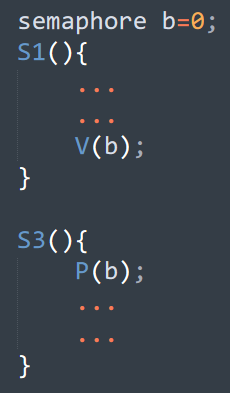 semaphore b=0;
S1(){
...
...
V(b);
}
S3(){
P(b);
...
...
}